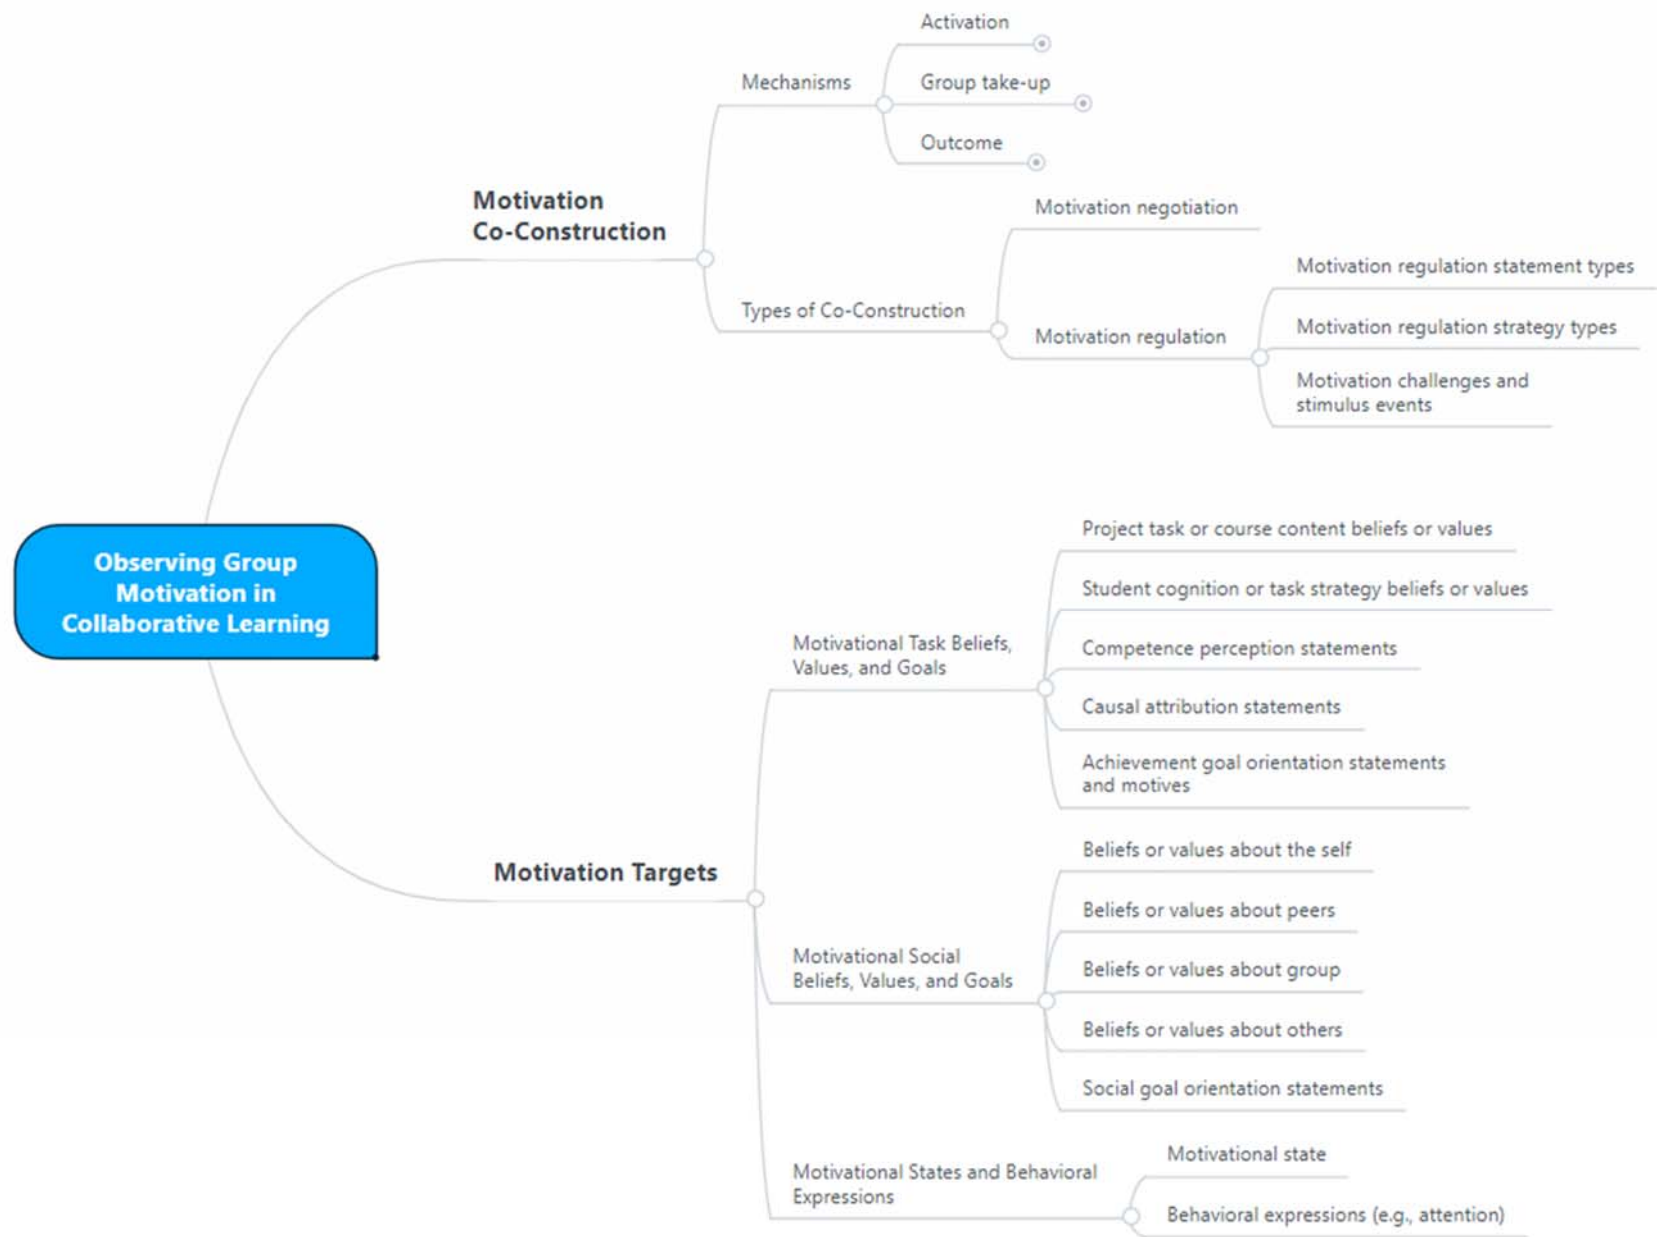 Activation
Mechanisms
Group take-up
Outcome
Motivation
Co-Construction
Motivation negotiation
Types of Co-Construction
Motivation regulation
Motivation regulation statement types
Motivation regulation strategy types
Motivation challenges and
stimulus events
Observing Group
Motivation in
Collaborative Learning
Motivation Targets
Motivational Task Beliefs,
Values, and Goals
Project task or course content beliefs or values
Student cognition or task strategy beliefs or values
Competence perception statements
Causal attribution statements
Achievement goal orientation statements
and motives
Motivational Social
Beliefs, Values, and Goals
Beliefs or values about the self
Beliefs or values about peers
Beliefs or values about group
Beliefs or values about others
Social goal orientation statements
Motivational States and Behavioral
Expressions
Motivational state
Behavioral expressions (e.g., attention)